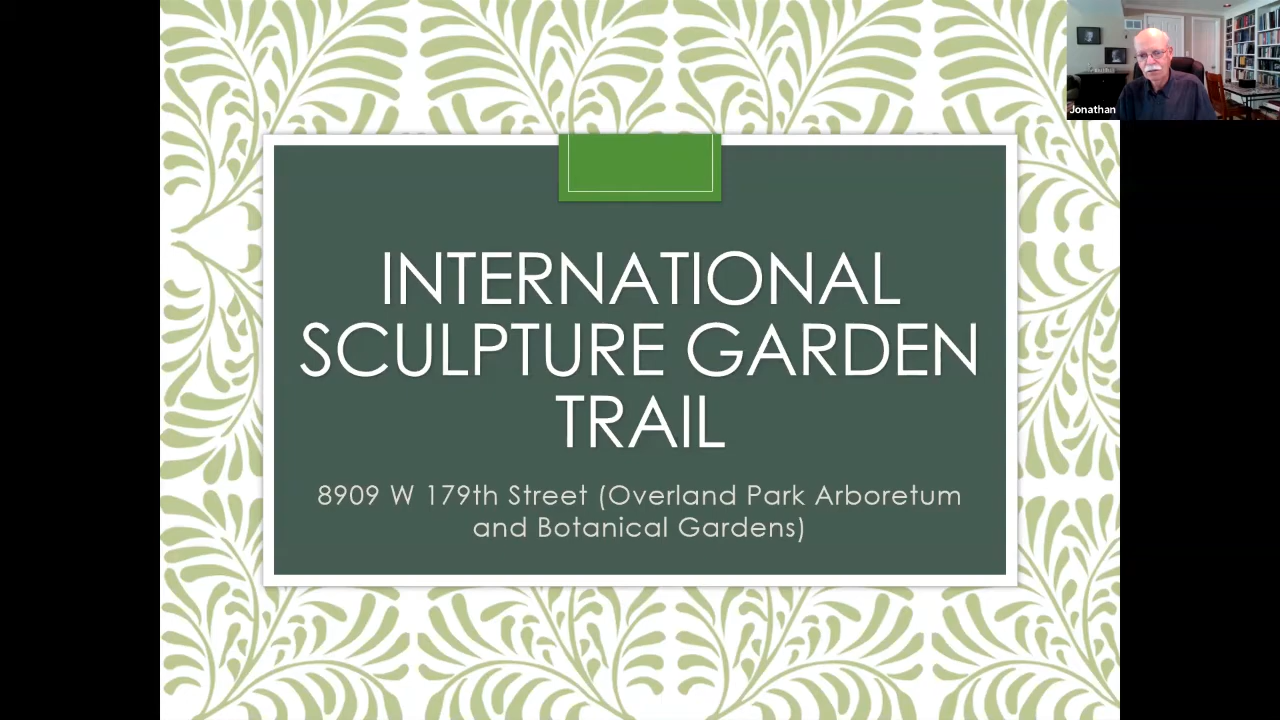 Jonathan
INTERNATIONAL
SCULPTURE GARDEN
TRAIL
8909 W 179th Street (Overland Park Arboretum
and Botanical Gardens)